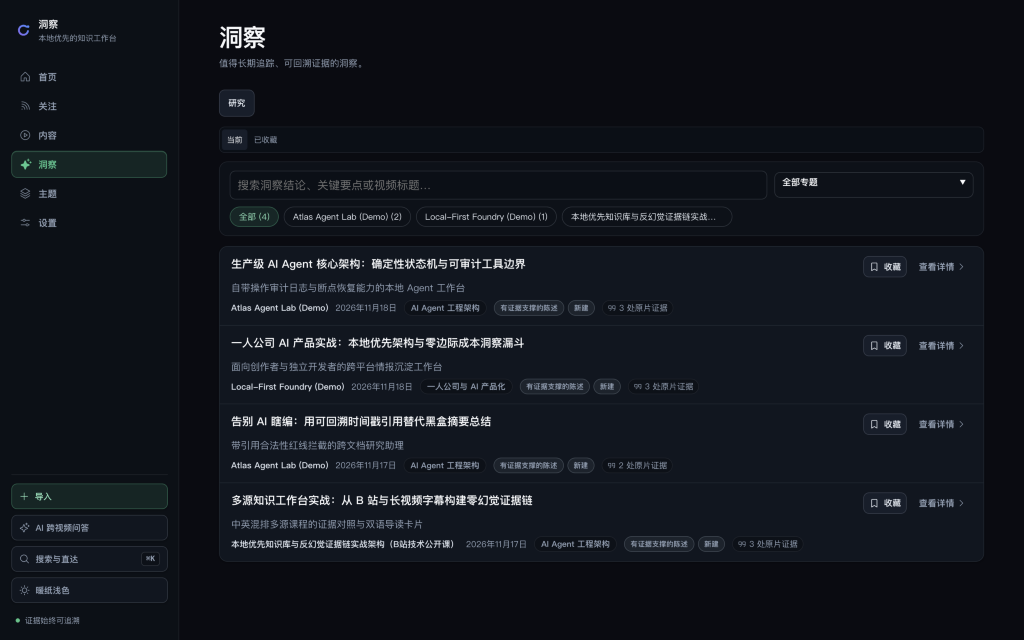 洞察
本地优先的知识工作台
首页
关注
内容
洞察
主题
设置
导入
AI 跨视频问答
搜索与直达 ⌘K
暖纸浅色
证据始终可追溯
洞察
值得长期追踪、可回溯证据的洞察。
研究
当前 已收藏
搜索洞察结论、关键要点或视频标题… 全部专题
全部 (4) Atlas Agent Lab (Demo) (2) Local-First Foundry (Demo) (1) 本地优先知识库与反幻觉证据链实战…
生产级 AI Agent 核心架构：确定性状态机与可审计工具边界 收藏 查看详情
自带操作审计日志与断点恢复能力的本地 Agent 工作台
Atlas Agent Lab (Demo) 2026年11月18日 AI Agent 工程架构 有证据支撑的陈述 新建 3 处原片证据
一人公司 AI 产品实战：本地优先架构与零边际成本洞察漏斗 收藏 查看详情
面向创作者与独立开发者的跨平台情报沉淀工作台
Local-First Foundry (Demo) 2026年11月18日 一人公司与 AI 产品化 有证据支撑的陈述 新建 3 处原片证据
告别 AI 瞎编：用可回溯时间戳引用替代黑盒摘要总结 收藏 查看详情
带引用合法性红线拦截的跨文档研究助理
Atlas Agent Lab (Demo) 2026年11月17日 AI Agent 工程架构 有证据支撑的陈述 新建 2 处原片证据
多源知识工作台实战：从 B 站与长视频字幕构建零幻觉证据链 收藏 查看详情
中英混排多源课程的证据对照与双语导读卡片
本地优先知识库与反幻觉证据链实战架构（B站技术公开课） 2026年11月17日 AI Agent 工程架构 有证据支撑的陈述 新建 3 处原片证据